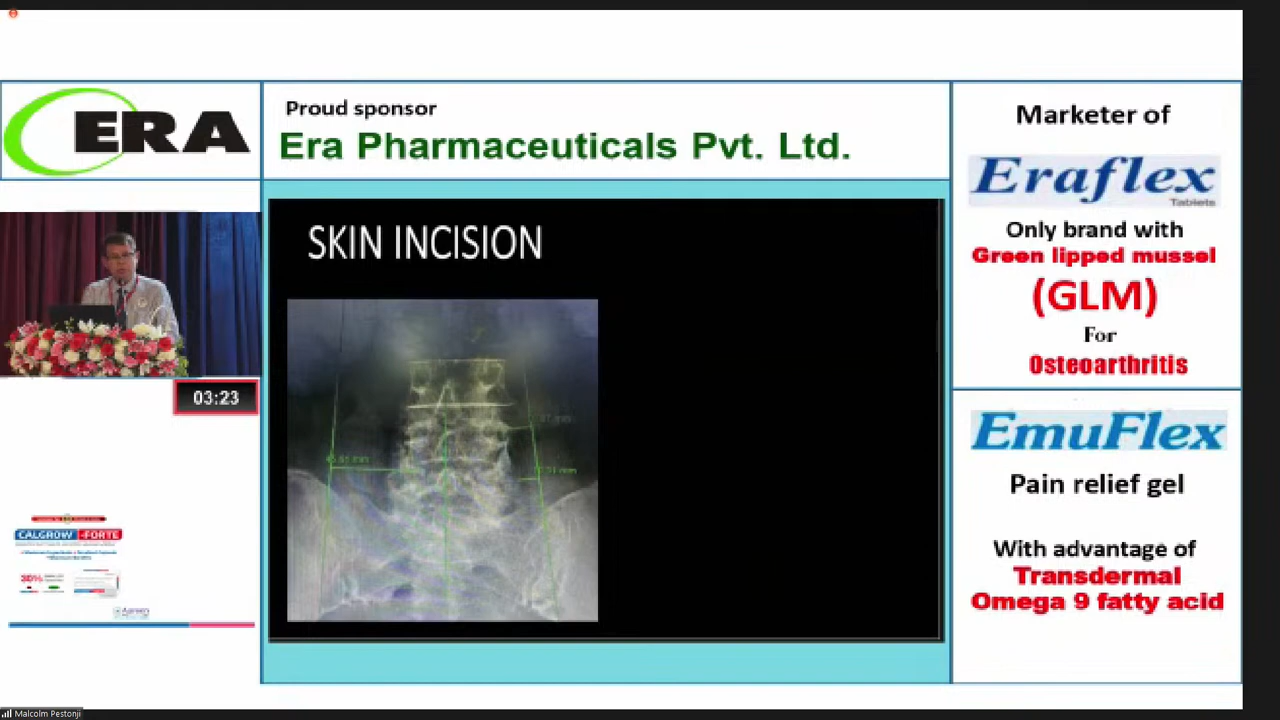 ERA
Proud sponsor
Era Pharmaceuticals Pvt. Ltd.
SKIN INCISION
03:23
CALGROW -FORTE
Marketer of
Eraflex
Tablets
Only brand with
Green lipped mussel
(GLM)
For
Osteoarthritis
EmuFlex
Pain relief gel
With advantage of
Transdermal
Omega 9 fatty acid
Malcolm Pestonji